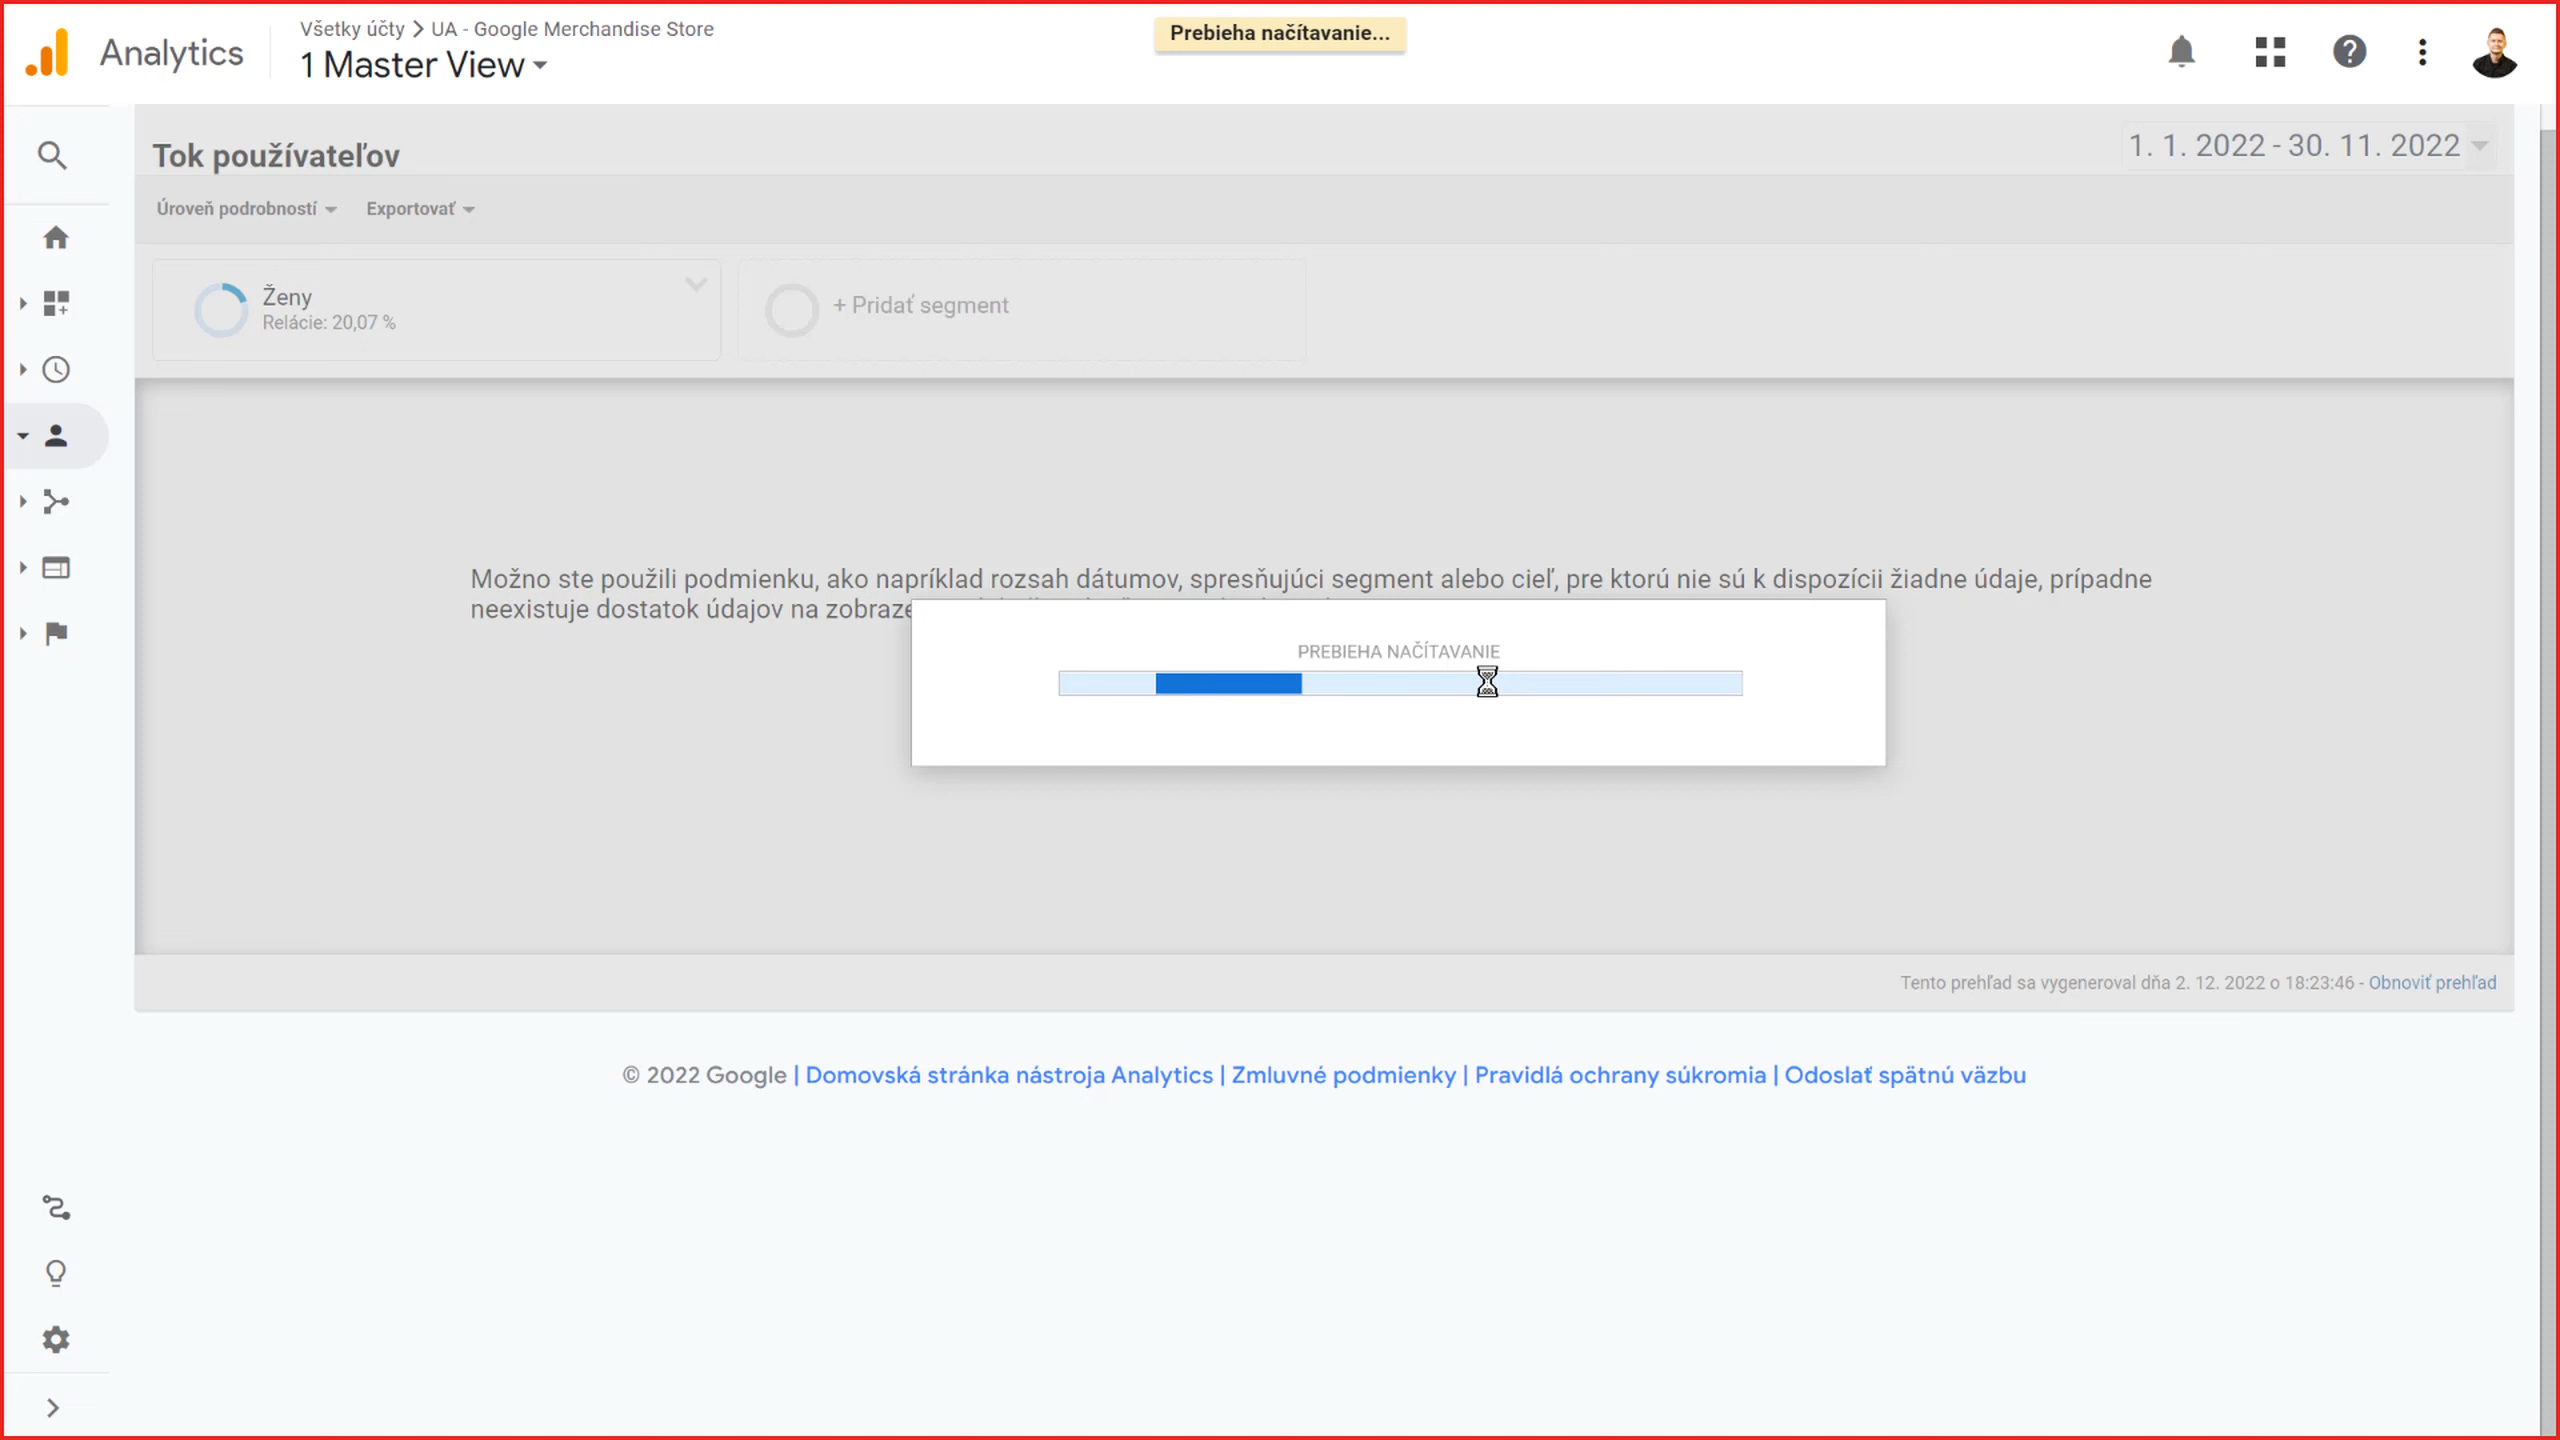 Analytics
Všetky účty > UA - Google Merchandise Store
1 Master View
Prebieha načítavanie...
Tok používateľov
1. 1. 2022 - 30. 11. 2022
Úroveň podrobností
Exportovať
Ženy
Relácie: 20,07 %
+ Pridať segment
Možno ste použili podmienku, ako napríklad rozsah dátumov, spresňujúci segment alebo cieľ, pre ktorú nie sú k dispozícii žiadne údaje, prípadne
neexistuje dostatok údajov na
PREBIEHA NAČÍTAVANIE
Tento prehľad sa vygeneroval dňa 2. 12. 2022 o 18:23:46 - Obnoviť prehľad
© 2022 Google | Domovská stránka nástroja Analytics | Zmluvné podmienky | Pravidlá ochrany súkromia | Odoslať spätnú väzbu